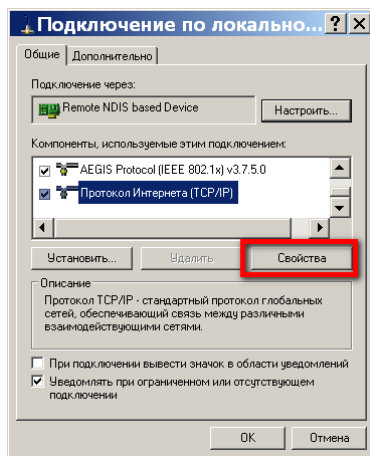 Подключение по локально...
Общие
Дополнительно
Подключение через:
Remote NDIS based Device
Настроить...
Компоненты, используемые этим подключением:
AEGIS Protocol (IEEE 802.1x) v3.7.5.0
Протокол Интернета (TCP/IP)
Установить...
Удалить
Свойства
Описание
Протокол TCP/IP - стандартный протокол глобальных
сетей, обеспечивающий связь между различными
взаимодействующими сетями.
При подключении вывести значок в области уведомлений
Уведомлять при ограниченном или отсутствующем
подключении
OK
Отмена